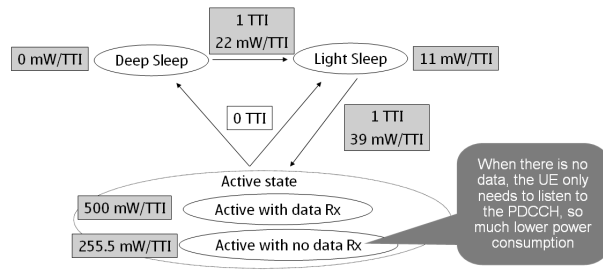 1 TTI
22 mW/TTI
0 mW/TTI
Deep Sleep
Light Sleep
11 mW/TTI
0 TTI
1 TTI
39 mW/TTI
Active state
500 mW/TTI
Active with data Rx
255.5 mW/TTI
Active with no data Rx
When there is no
data, the UE only
needs to listen to
the PDCCH, so
much lower power
consumption